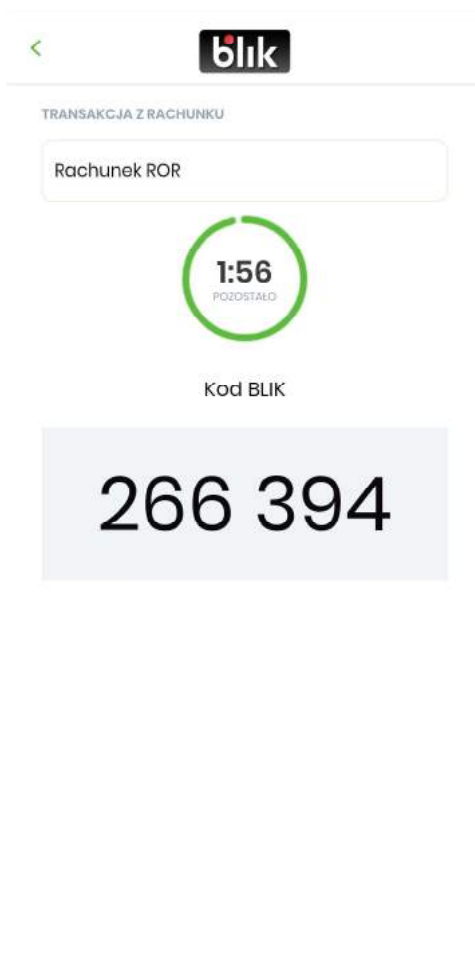 blik
TRANSAKCJA Z RACHUNKU
Rachunek ROR
1:56
POZOSTAŁO
Kod BLIK
266 394